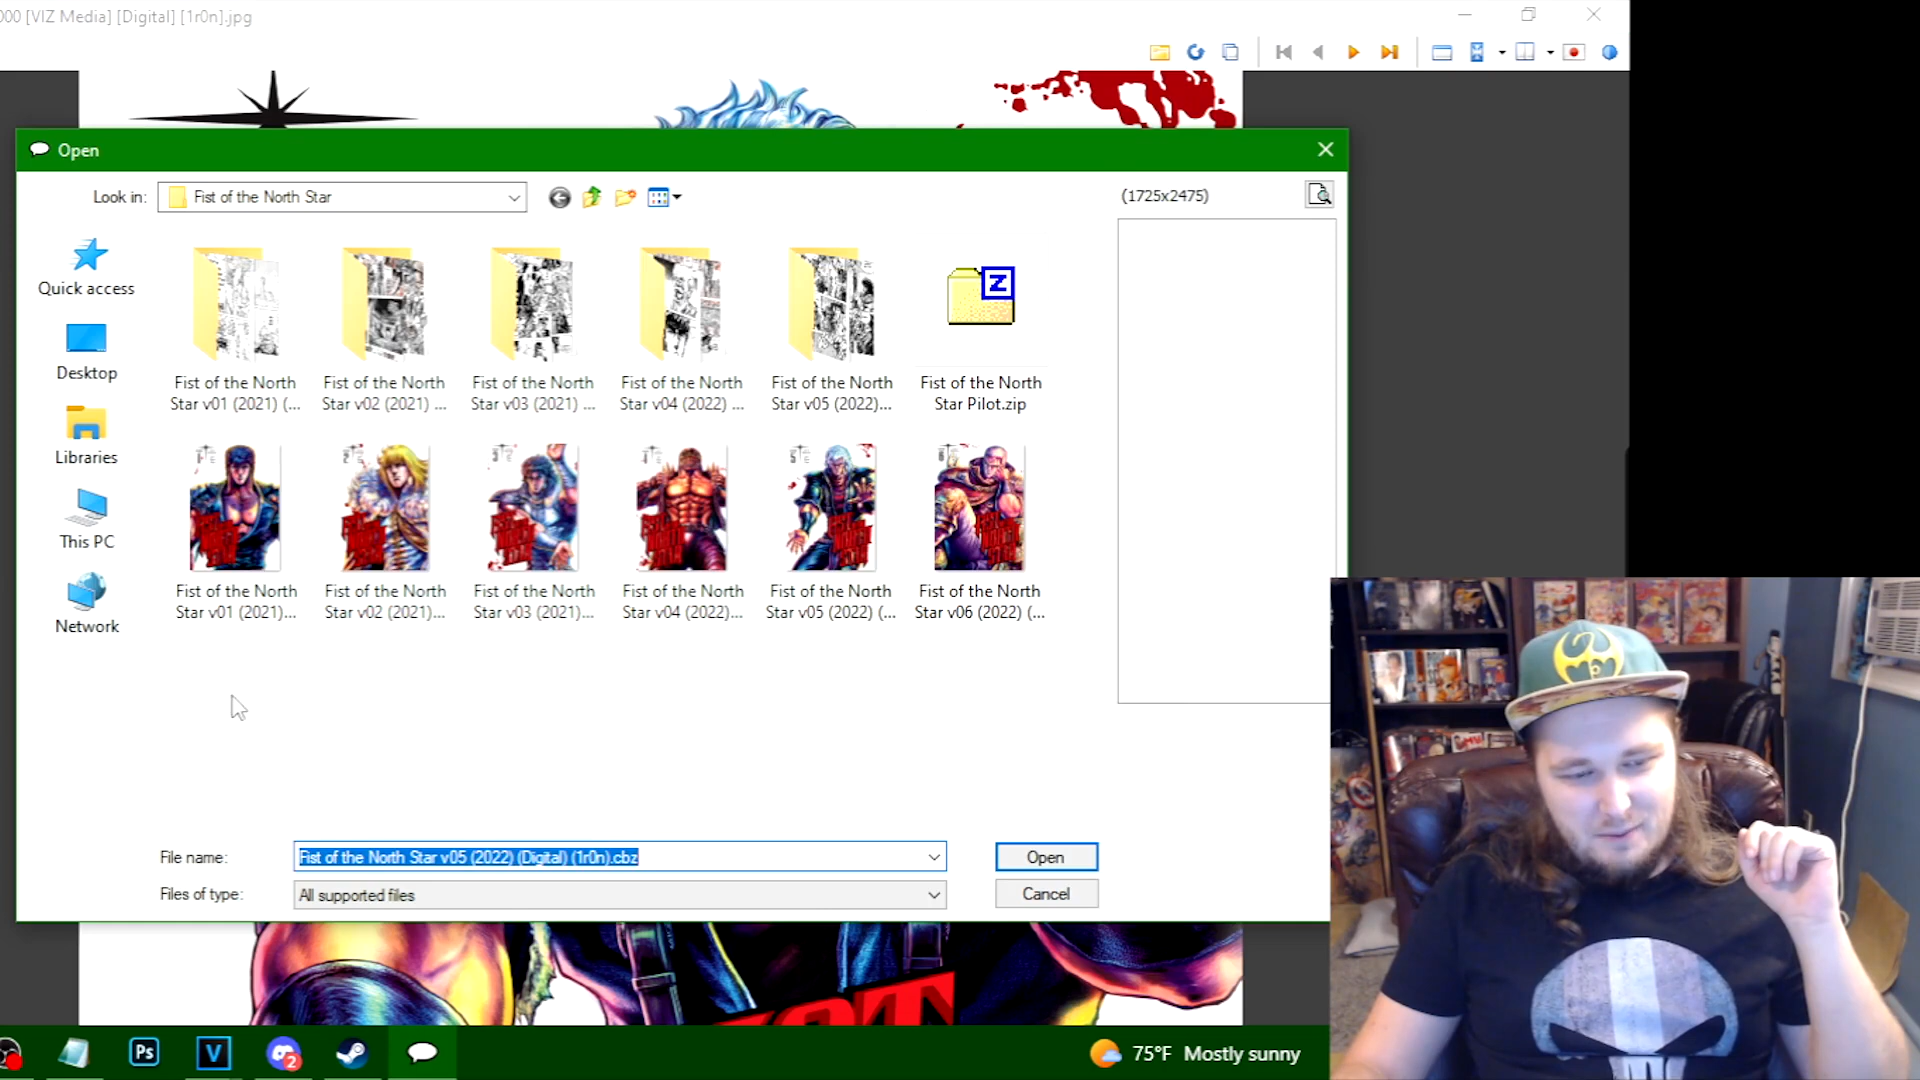 000 [VIZ Media] [Digital] [1r0n].jpg
Open
Look in:
Fist of the North Star
(1725x2475)
Quick access
Desktop
Libraries
This PC
Network
Fist of the North
Star v01 (2021) (...
Fist of the North
Star v02 (2021) ...
Fist of the North
Star v03 (2021) ...
Fist of the North
Star v04 (2022) ...
Fist of the North
Star v05 (2022)...
Fist of the North
Star Pilot.zip
Fist of the North
Star v01 (2021)...
Fist of the North
Star v02 (2021)...
Fist of the North
Star v03 (2021)...
Fist of the North
Star v04 (2022)...
Fist of the North
Star v05 (2022) (...
Fist of the North
Star v06 (2022) (...
File name:
Fist of the North Star v05 (2022) (Digital) (1r0n).cbz
Open
Files of type:
All supported files
Cancel
Ps
V
2
75°F Mostly sunny